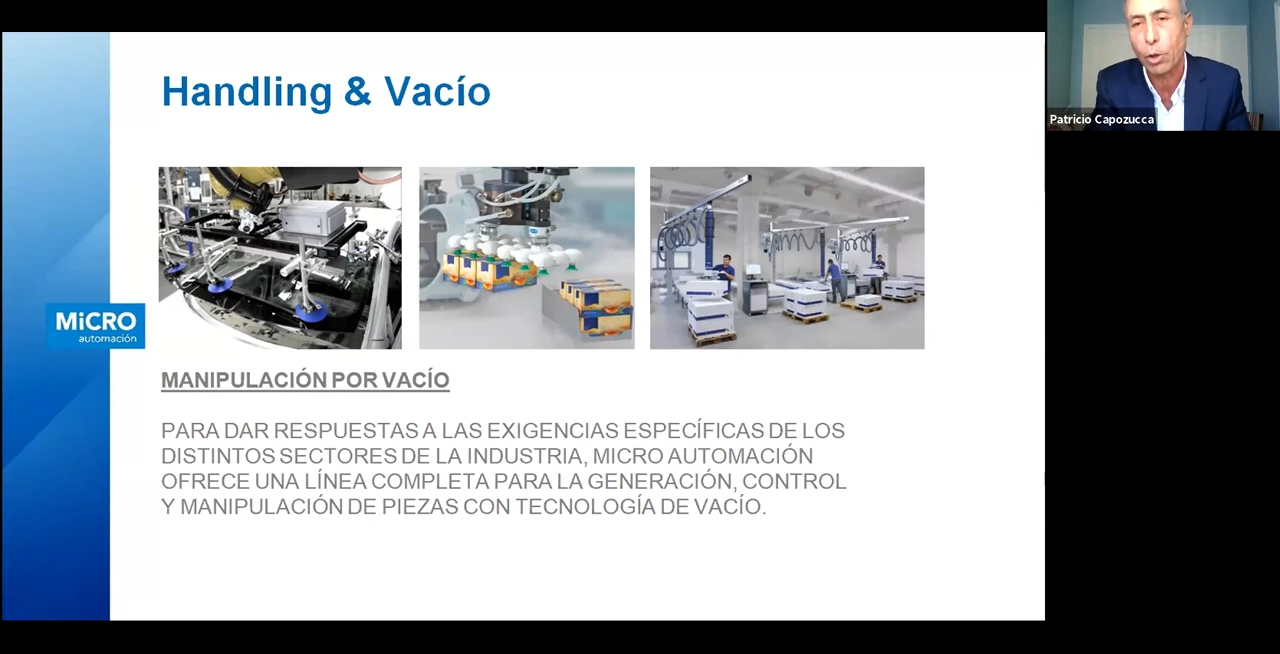 Handling & Vacío
Patricio Capozucca
MiCRO
automación
MANIPULACIÓN POR VACÍO
PARA DAR RESPUESTAS A LAS EXIGENCIAS ESPECÍFICAS DE LOS
DISTINTOS SECTORES DE LA INDUSTRIA, MICRO AUTOMACIÓN
OFRECE UNA LÍNEA COMPLETA PARA LA GENERACIÓN, CONTROL
Y MANIPULACIÓN DE PIEZAS CON TECNOLOGÍA DE VACÍO.